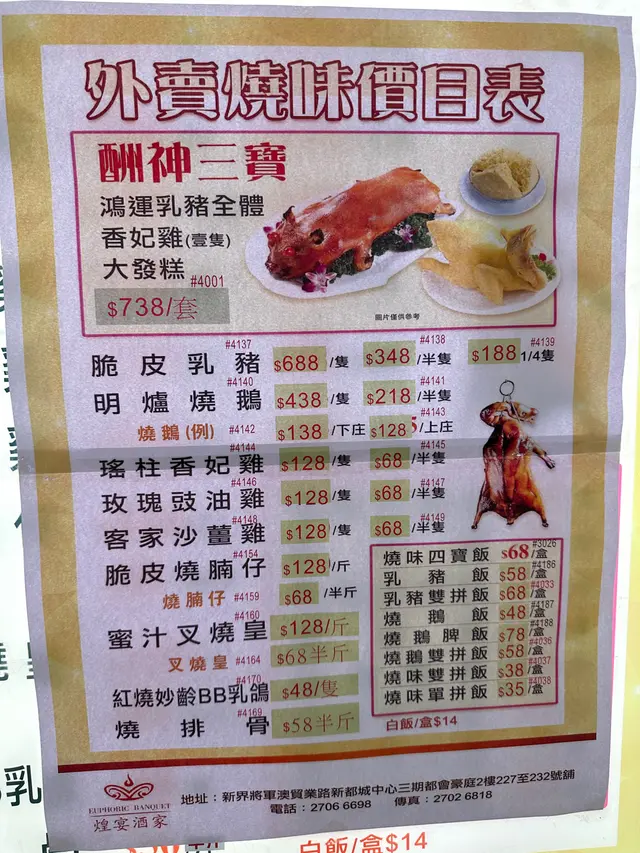 外賣燒味價目表
酬神三寶
鴻運乳豬全體
香妃雞(壹隻)
大發糕 #4001
$738/套
圖片僅供參考
#4137 #4138 #4139
脆皮乳豬 $688/隻 $348/半隻 $188 1/4隻
#4140 #4141
明爐燒鵝 $438/隻 $218/半隻
#4143
燒鵝(例) #4142 $138/下庄 $128/上庄
#4144 #4145
瑤柱香妃雞 $128/隻 $68/半隻
#4146 #4147
玫瑰豉油雞 $128/隻 $68/半隻
#4148 #4149
客家沙薑雞 $128/隻 $68/半隻
#4154
脆皮燒腩仔 $128/斤
燒腩仔 #4159 $68/半斤
#4160
蜜汁叉燒皇 $128/斤
叉燒皇 #4164 $68半斤
#4170
紅燒妙齡BB乳鴿 $48/隻
#4169
燒排骨 $58半斤
#3026
燒味四寶飯 $68/盒
#4186
乳豬飯 $58/盒
#4033
乳豬雙拼飯 $68/盒
#4187
燒鵝飯 $48/盒
#4188
燒鵝脾飯 $78/盒
#4036
燒鵝雙拼飯 $58/盒
#4037
燒味雙拼飯 $38/盒
#4038
燒味單拼飯 $35/盒
白飯/盒$14
EUPHORIC BANQUET
煌宴酒家
地址：新界將軍澳貿業路新都城中心三期都會豪庭2樓227至232號舖
電話：2706 6698 傳真：2702 6818
白飯/盒$14